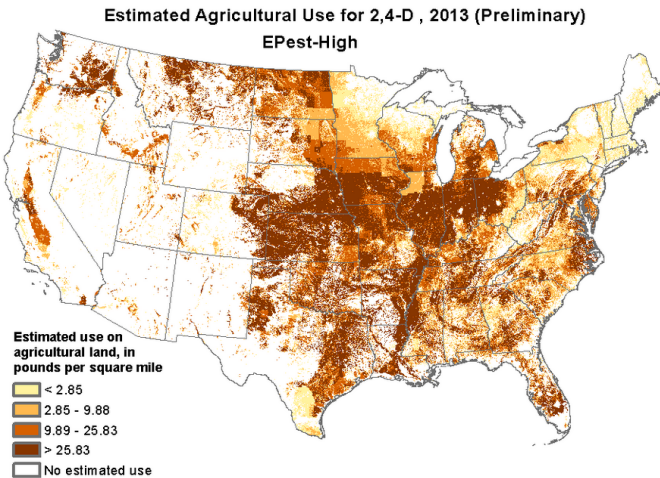 Estimated Agricultural Use for 2,4-D , 2013 (Preliminary)
EPest-High
Estimated use on
agricultural land, in
pounds per square mile
< 2.85
2.85 - 9.88
9.89 - 25.83
> 25.83
No estimated use